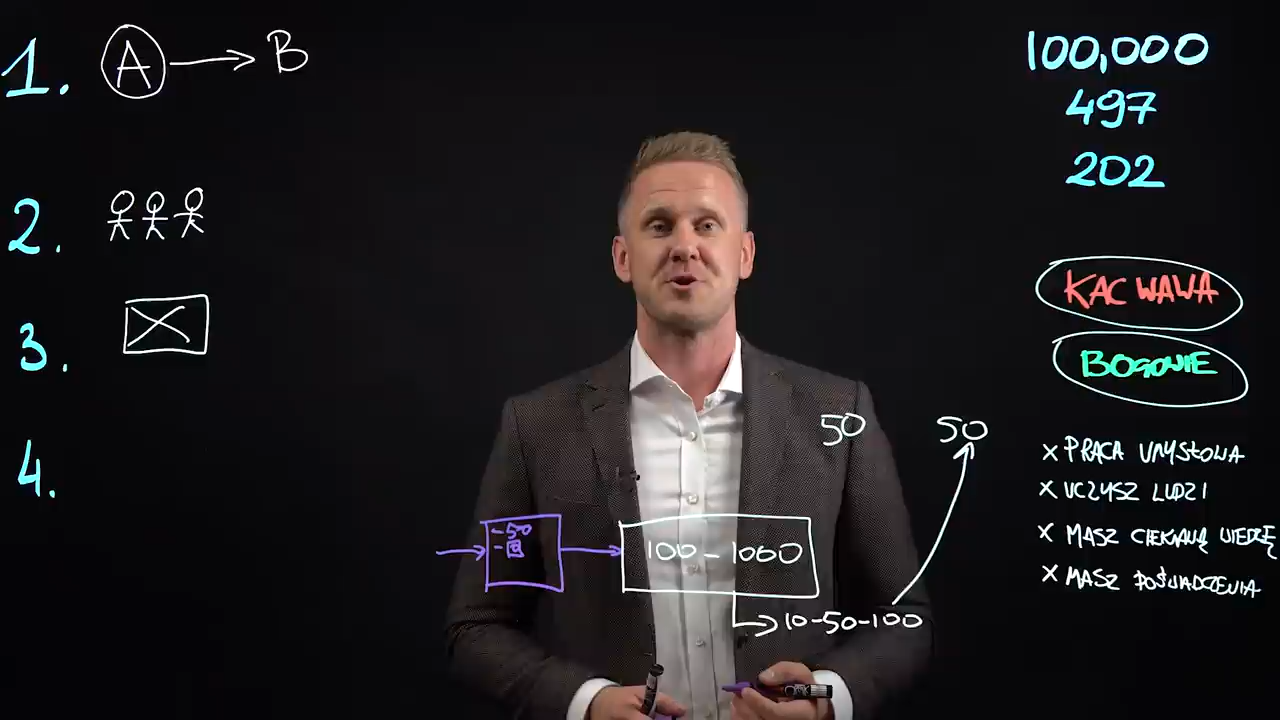 1. A → B
2.
3.
4.
100,000
497
202
KAC WAWA
BOGOWIE
50
50
x PRACA UMYSŁOWA
x UCZYSZ LUDZI
x MASZ CIEKAWĄ WIEDZĘ
x MASZ DOŚWIADCZENIA
- 50
-
100 - 1000
10-50-100